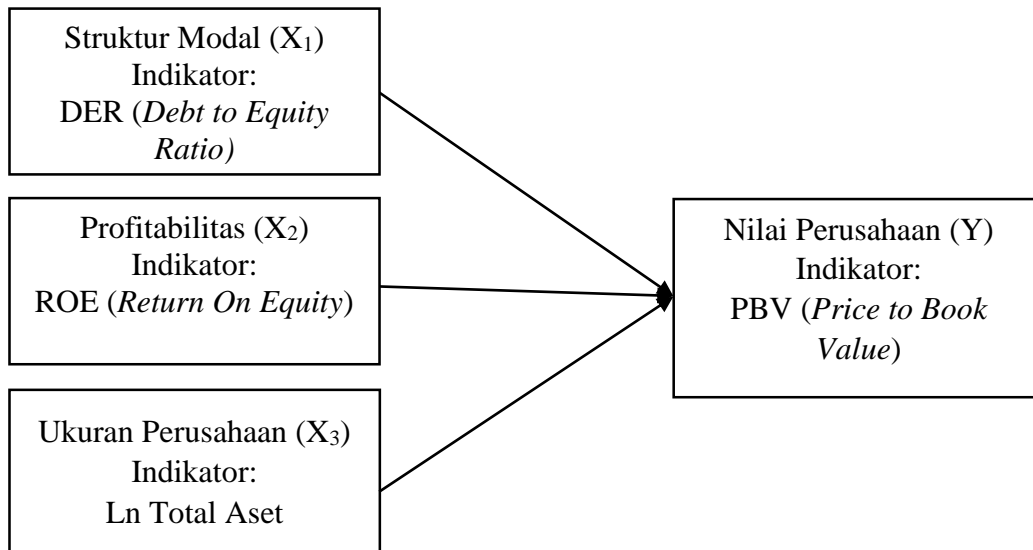 Struktur Modal (X₁)
Indikator:
DER (Debt to Equity
Ratio)
Profitabilitas (X₂)
Indikator:
ROE (Return On Equity)
Ukuran Perusahaan (X₃)
Indikator:
Ln Total Aset
Nilai Perusahaan (Y)
Indikator:
PBV (Price to Book
Value)